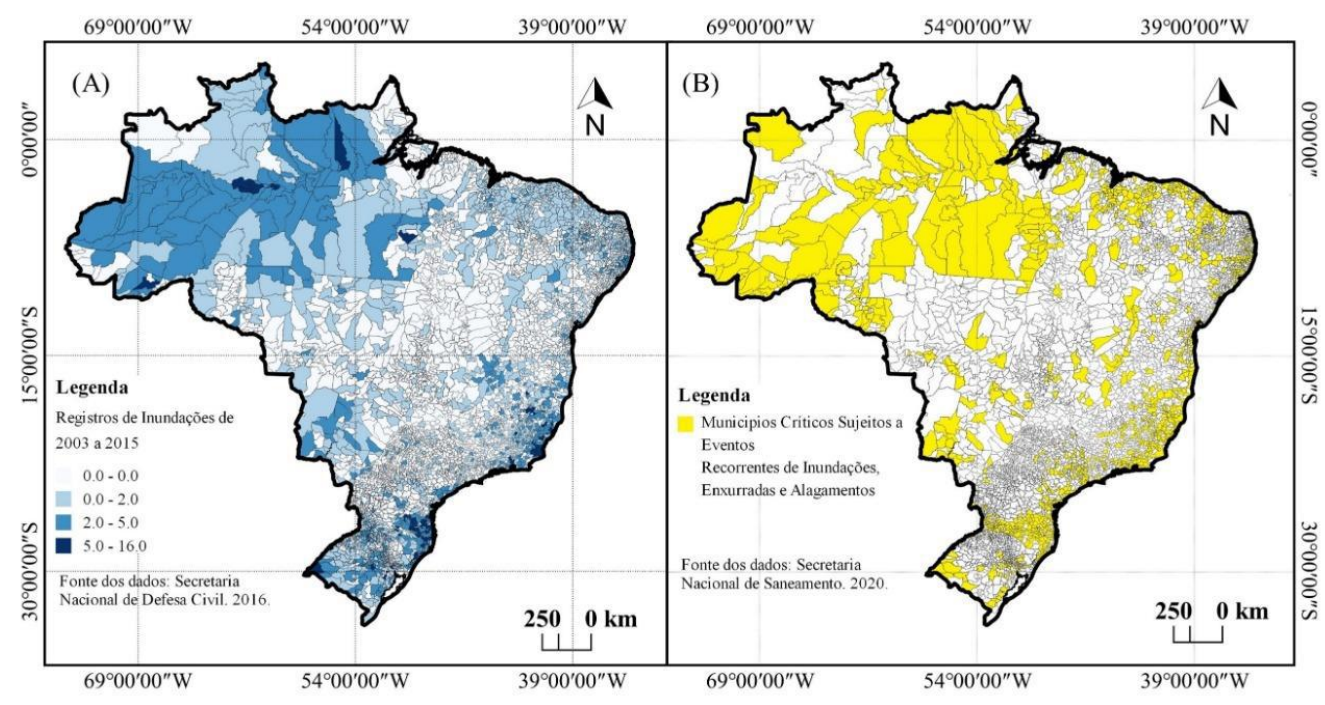 69°00'00"W 54°00'00"W 39°00'00"W 69°00'00"W 54°00'00"W 39°00'00"W
(A)
N
0°00'00"
15°00'00"S
30°00'00"S
Legenda
Registros de Inundações de
2003 a 2015
0.0 - 0.0
0.0 - 2.0
2.0 - 5.0
5.0 - 16.0
Fonte dos dados: Secretaria
Nacional de Defesa Civil. 2016.
250 0 km
(B)
N
0°00'00"
15°00'00"S
30°00'00"S
Legenda
Municipios Criticos Sujeitos a
Eventos
Recorrentes de Inundações,
Enxurradas e Alagamentos
Fonte dos dados: Secretaria
Nacional de Saneamento. 2020.
250 0 km
69°00'00"W 54°00'00"W 39°00'00"W 69°00'00"W 54°00'00"W 39°00'00"W